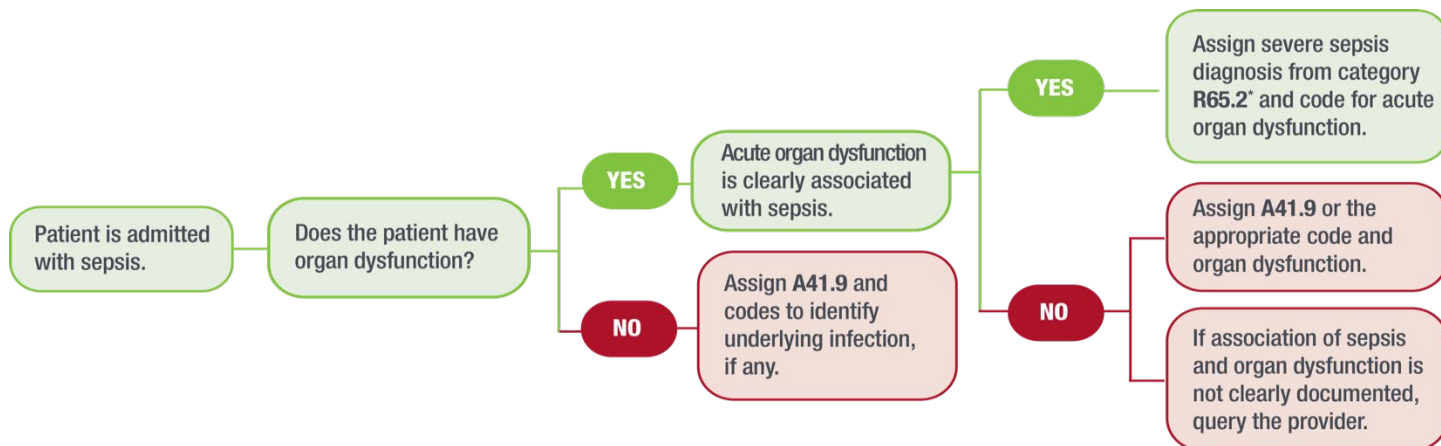 Patient is admitted
with sepsis.
Does the patient have
organ dysfunction?
YES
Acute organ dysfunction
is clearly associated
with sepsis.
NO
Assign A41.9 and
codes to identify
underlying infection,
if any.
YES
Assign severe sepsis
diagnosis from category
R65.2* and code for acute
organ dysfunction.
NO
Assign A41.9 or the
appropriate code and
organ dysfunction.
If association of sepsis
and organ dysfunction is
not clearly documented,
query the provider.